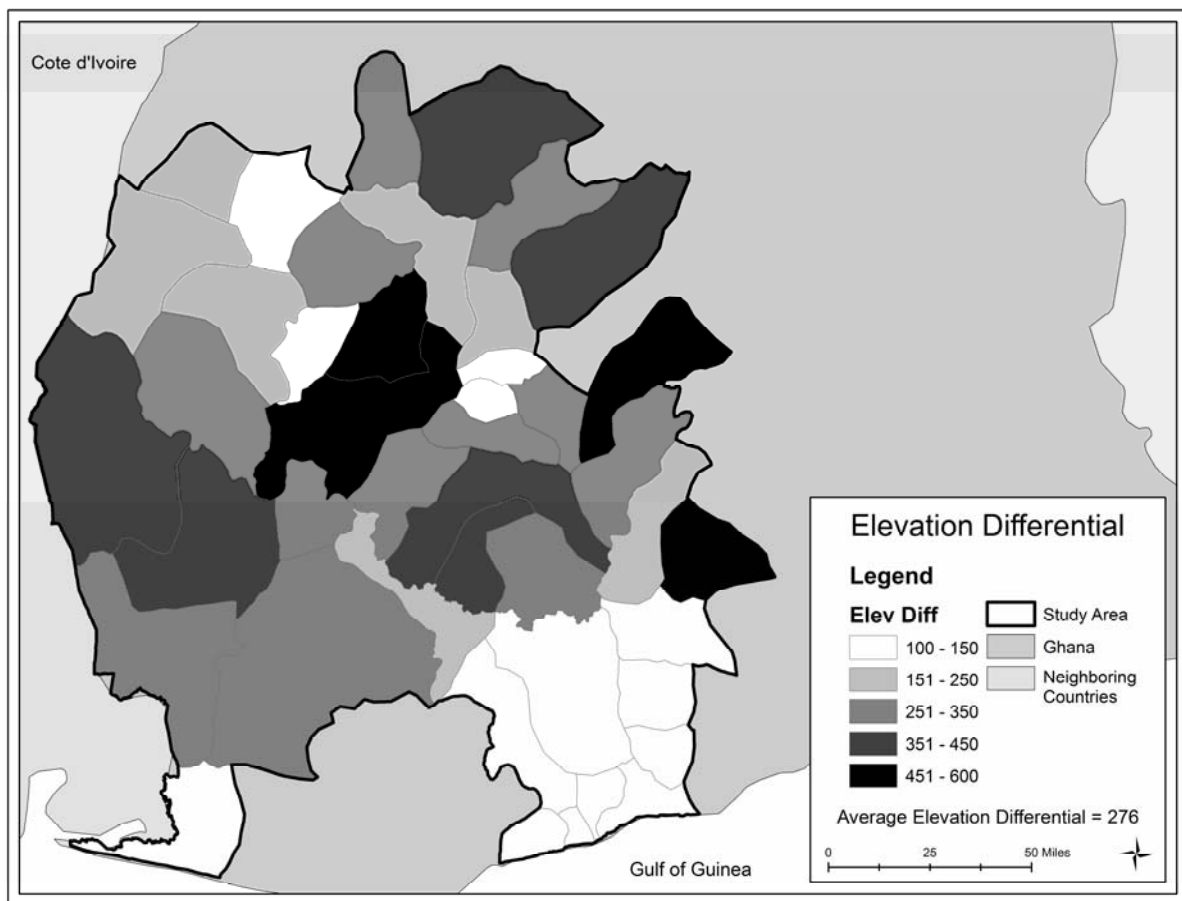 Cote d'Ivoire
Elevation Differential
Legend
Elev Diff
100 - 150
151 - 250
251 - 350
351 - 450
451 - 600
Study Area
Ghana
Neighboring
Countries
Average Elevation Differential = 276
0 25 50 Miles
Gulf of Guinea